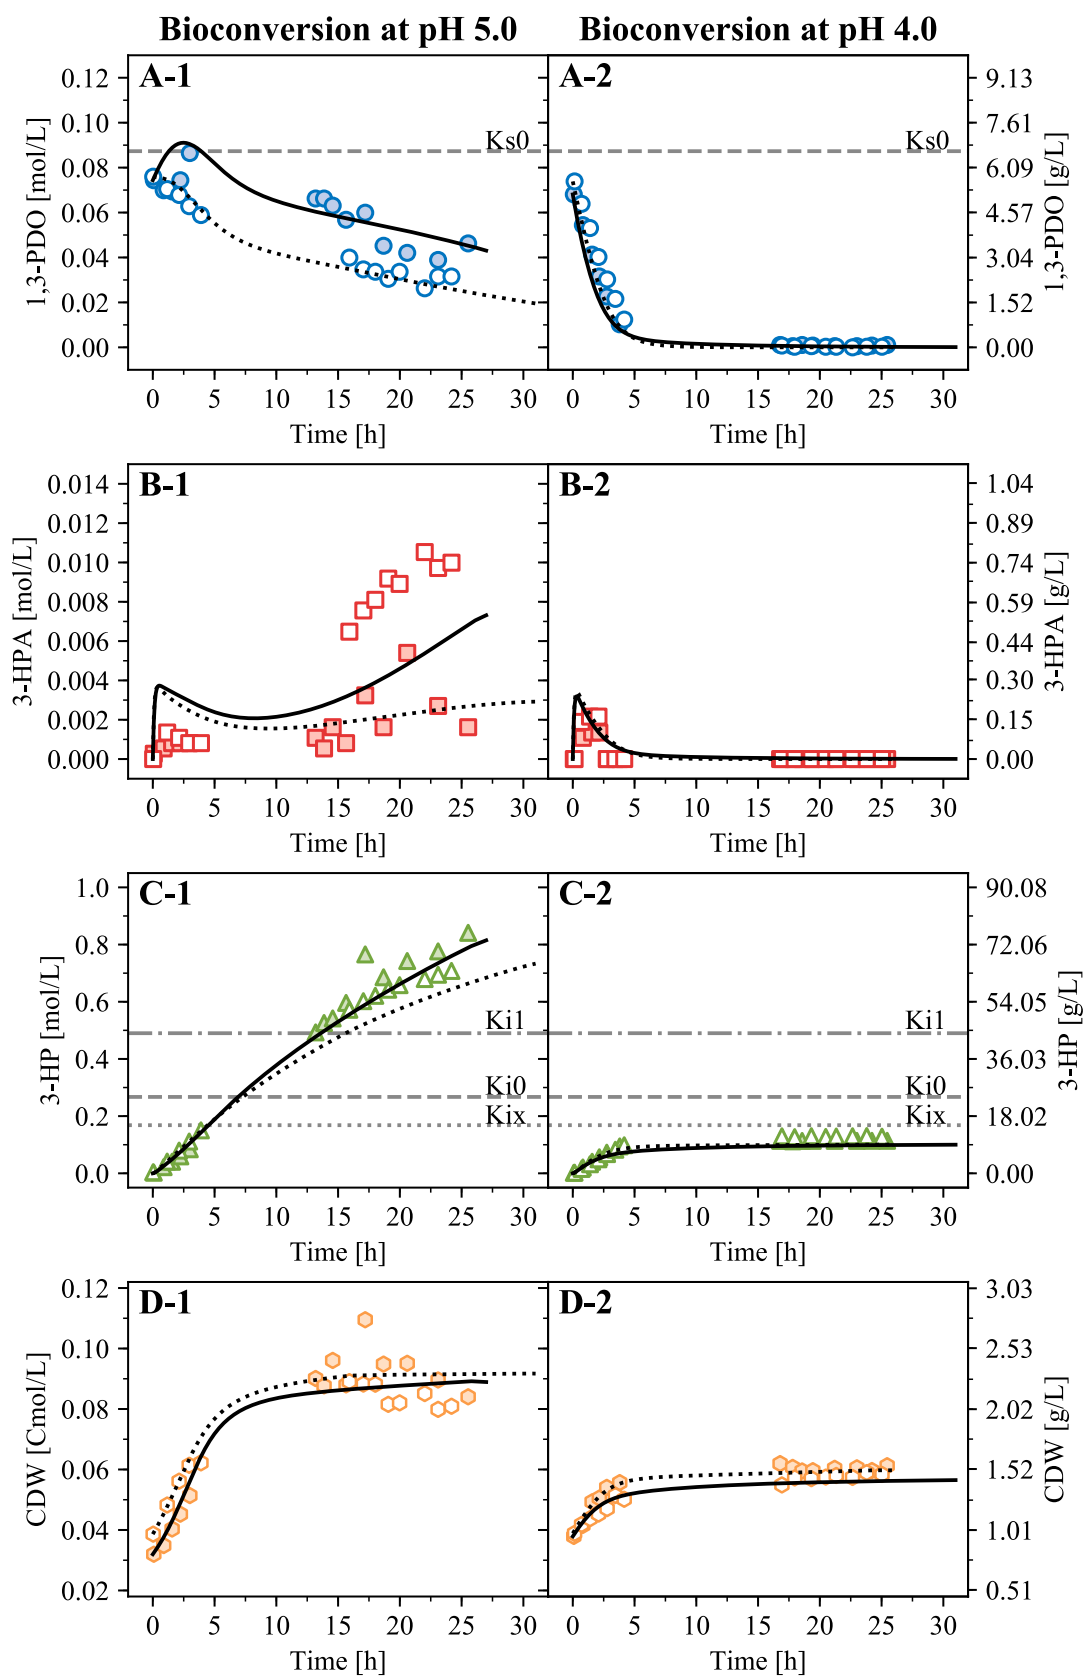 Bioconversion at pH 5.0 Bioconversion at pH 4.0
A-1 A-2
0.12 9.13
0.10 7.61
Ks0 Ks0
0.08 6.09
0.06 4.57
0.04 3.04
0.02 1.52
0.00 0.00
1,3-PDO [mol/L] 1,3-PDO [g/L]
0 5 10 15 20 25 30 0 5 10 15 20 25 30
Time [h] Time [h]
B-1 B-2
0.014 1.04
0.012 0.89
0.010 0.74
0.008 0.59
0.006 0.44
0.004 0.30
0.002 0.15
0.000 0.00
3-HPA [mol/L] 3-HPA [g/L]
0 5 10 15 20 25 30 0 5 10 15 20 25 30
Time [h] Time [h]
C-1 C-2
1.0 90.08
0.8 72.06
0.6 54.05
Ki1 Ki1
0.4 36.03
Ki0 Ki0
0.2 18.02
Kix Kix
0.0 0.00
3-HP [mol/L] 3-HP [g/L]
0 5 10 15 20 25 30 0 5 10 15 20 25 30
Time [h] Time [h]
D-1 D-2
0.12 3.03
0.10 2.53
0.08 2.02
0.06 1.52
0.04 1.01
0.02 0.51
CDW [Cmol/L] CDW [g/L]
0 5 10 15 20 25 30 0 5 10 15 20 25 30
Time [h] Time [h]